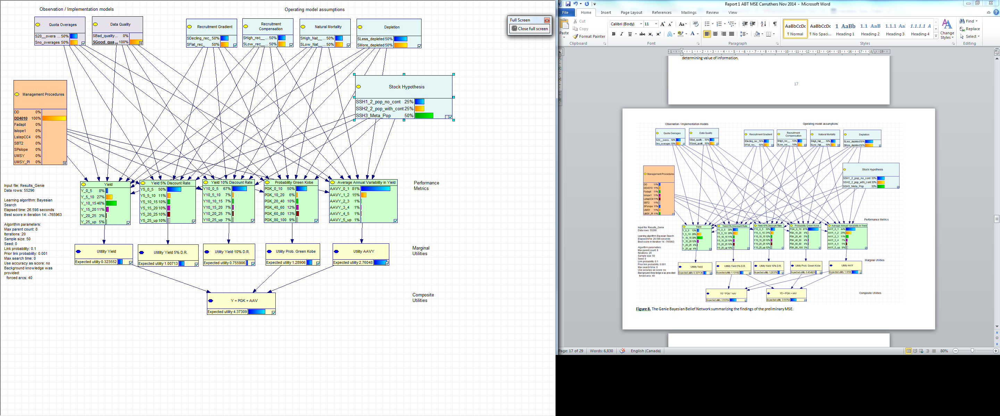 Observation / Implementation models
Operating model assumptions
Quota Overages
S20__overa ... 50%
Sno_overages 50%
Data Quality
SBad_quality... 0%
SGood_qua ... 100%
Recruitment Gradient
SDecling_rec_ 50%
SFlat_rec_ 50%
Recruitment
Compensation
SHigh_rec__ ... 50%
SLow_rec__ ... 50%
Natural Mortality
SHigh_Nat__ ... 50%
SLow_Nat__ ... 50%
Depletion
SLess_depleted 50%
SMore_depleted 50%
Full Screen
Close full screen
Stock Hypothesis
SSH1_2_pop_no_cont 25%
SSH2_2_pop_with_cont 25%
SSH3_Meta_Pop 50%
Management Procedures
DD 0%
DD4010 100%
Fadapt 0%
Islope1 0%
LstepCC4 0%
SBT2 0%
SPslope 0%
UMSY 0%
UMSY_PI 0%
Input file: Results_Genie
Data rows: 55296
Learning algorithm: Bayesian
Search
Elapsed time: 26.598 seconds
Best score in iteration 14: -765963
Algorithm parameters:
Max parent count: 8
Iterations: 20
Sample size: 50
Seed: 0
Link probability: 0.1
Prior link probability: 0.001
Max search time: 0
Use accuracy as score: no
Background knowledge was
provided:
forced arcs: 40
Yield
Y_0_5 8%
Y_5_10 27%
Y_10_15 46%
Y_15_20 11%
Y_20_25 3%
Y_25_up 5%
Yield 5% Discount Rate
Y5_0_5 50%
Y5_5_10 11%
Y5_10_15 10%
Y5_15_20 10%
Y5_20_25 10%
Y5_25_up 10%
Yield 10% Discount Rate
Y10_0_5 67%
Y10_5_10 7%
Y10_10_15 7%
Y10_15_20 7%
Y10_20_25 7%
Y10_25_up 7%
Probability Green Kobe
PGK_0_10 50%
PGK_10_20 6%
PGK_20_40 10%
PGK_40_60 12%
PGK_60_80 13%
PGK_80_100 9%
Average Annual Variability in Yield
AAVY_0_1 81%
AAVY_1_2 15%
AAVY_2_3 1%
AAVY_3_4 1%
AAVY_4_5 1%
AAVY_5_up 1%
Performance
Metrics
Utitlity Yield
Expected utility 0.323552
Utitlity Yield 5% D.R.
Expected utility 1.00713
Utility Yield 10% D.R.
Expected utility 0.755906
Utility Prob. Green Kobe
Expected utility 1.28906
Utility AAVY
Expected utility 2.76048
Marginal
Utilities
Y + PGK + AAV
Expected utility 4.37309
Composite
Utilities
Report 1 ABT MSE Carruthers Nov 2014 - Microsoft Word
File Home Insert Page Layout References Mailings Review View
Paste
Cut
Copy
Format Painter
Clipboard
Calibri (Body) 11
Font
Paragraph
AaBbCcDc AaBbCcDc 1 AaBb 1.1 AaB 1.1.1 Aa 1.1.1.1 A
¶ Normal ¶ No Spaci... Heading 1 Heading 2 Heading 3 Heading 4
Change
Styles
Styles
Find
Replace
Select
Editing
determining value of information.
17
Observation / Implementation models
Operating model assumptions
Quota Overages
S20__overa... 50%
Sno_overages 50%
Data Quality
SBad_quality... 50%
SGood_qualit... 50%
Recruitment Gradient
SDecling_rec_ 50%
SFlat_rec_ 50%
Recruitment
Compensation
SHigh_rec__ ... 50%
SLow_rec__ ... 50%
Natural Mortality
SHigh_Nat__ ... 50%
SLow_Nat__ ... 50%
Depletion
SLess_depleted 50%
SMore_depleted 50%
Stock Hypothesis
SSH1_2_pop_no_cont 33%
SSH2_2_pop_with_cont 33%
SSH3_Meta_Pop 33%
Management Procedures
DD 11%
DD4010 11%
Fadapt 11%
Islope1 11%
LstepCC4 11%
SBT2 11%
SPslope 11%
UMSY 11%
UMSY_PI 11%
Input file: Results_Genie
Data rows: 55296
Learning algorithm: Bayesian Search
Elapsed time: 26.598 seconds
Best score in iteration 14: -765963
Algorithm parameters:
Max parent count: 8
Iterations: 20
Sample size: 50
Seed: 0
Link probability: 0.1
Prior link probability: 0.001
Max search time: 0
Use accuracy as score: no
Background knowledge was provided:
forced arcs: 40
Yield
Y_0_5 13%
Y_5_10 29%
Y_10_15 39%
Y_15_20 12%
Y_20_25 4%
Y_25_up 4%
Yield 5% Discount Rate
Y5_0_5 30%
Y5_5_10 29%
Y5_10_15 11%
Y5_15_20 10%
Y5_20_25 10%
Y5_25_up 10%
Yield 10% Discount Rate
Y10_0_5 32%
Y10_5_10 21%
Y10_10_15 12%
Y10_15_20 12%
Y10_20_25 12%
Y10_25_up 12%
Probability Green Kobe
PGK_0_10 81%
PGK_10_20 4%
PGK_20_40 5%
PGK_40_60 4%
PGK_60_80 4%
PGK_80_100 3%
Average Annual Variability in Yield
AAVY_0_1 44%
AAVY_1_2 25%
AAVY_2_3 11%
AAVY_3_4 7%
AAVY_4_5 5%
AAVY_5_up 9%
Performance Metrics
Utitlity Yield
Expected utility 0.337136
Utitlity Yield 5% D.R.
Expected utility 1.13192
Utility Yield 10% D.R.
Expected utility 1.20379
Utility Prob. Green Kobe
Expected utility 0.454826
Utility AAVY
Expected utility 1.9709
Marginal Utilities
Y5 * PGK * AAV
Expected utility 3.55764
Y5 + PGK + AAV
Expected utility 3.55764
Composite Utilities
Figure 8. The Genie Bayesian Belief Network summarizing the findings of the preliminary MSE.
Page: 17 of 29 Words: 6,830 English (Canada) 80%